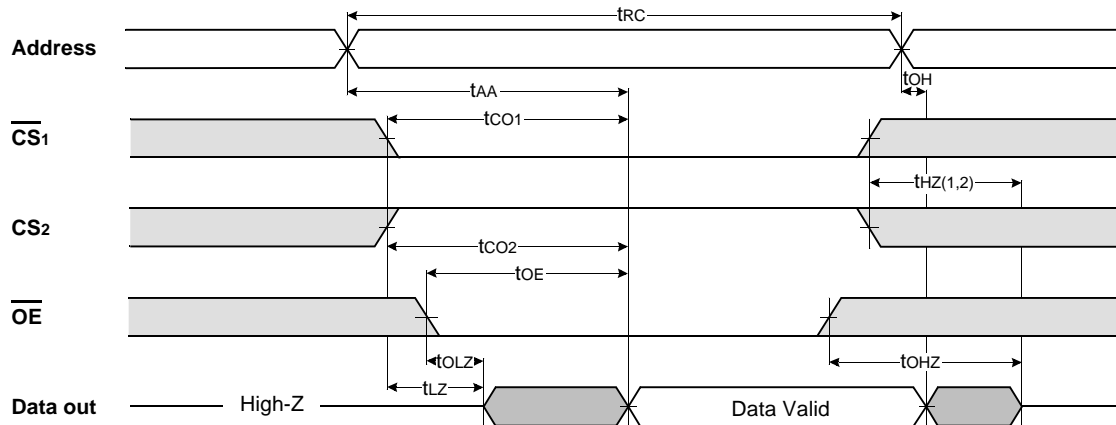 tRC
Address
tOH
tAA
tCO1
CS1
tHZ(1,2)
CS2
tCO2
tOE
OE
tOLZ
tOHZ
tLZ
Data out
High-Z
Data Valid